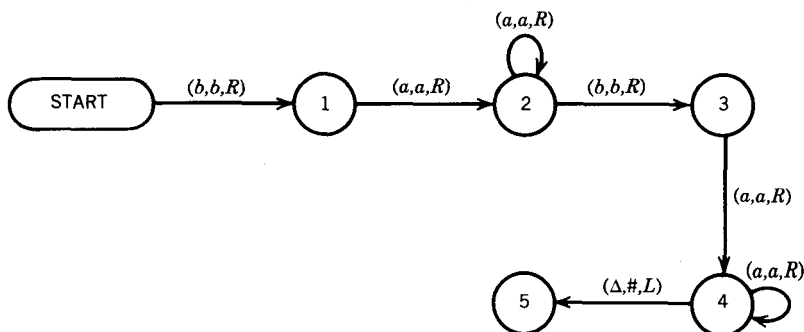 (a,a,R)
START (b,b,R) 1 (a,a,R) 2 (b,b,R) 3
(a,a,R)
5 (Δ,#,L) 4 (a,a,R)